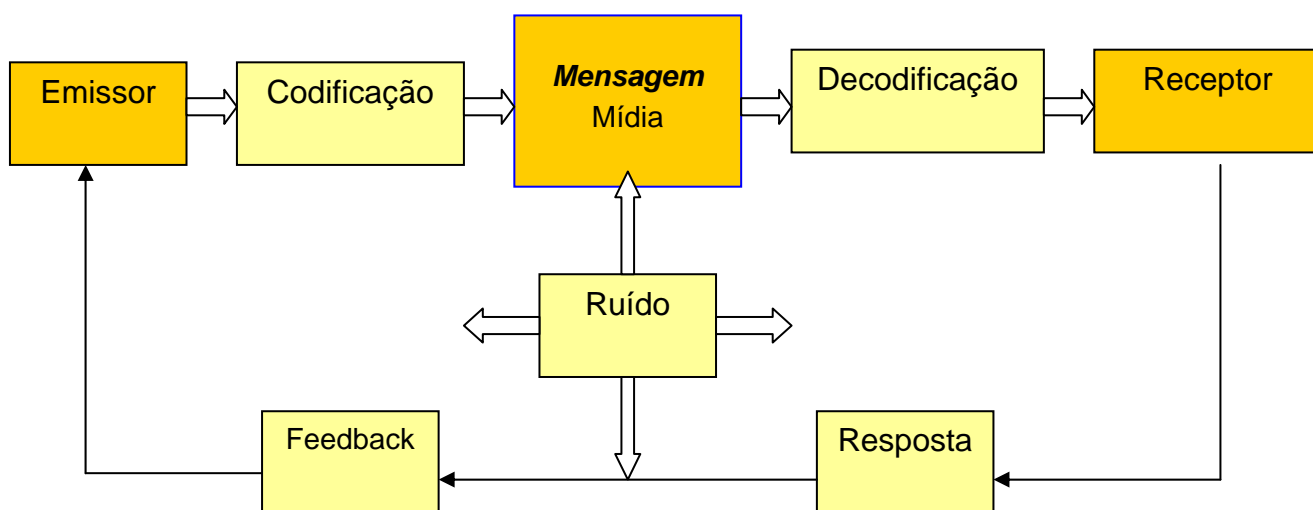 Emissor
Codificação
Mensagem
Mídia
Decodificação
Receptor
Ruído
Feedback
Resposta